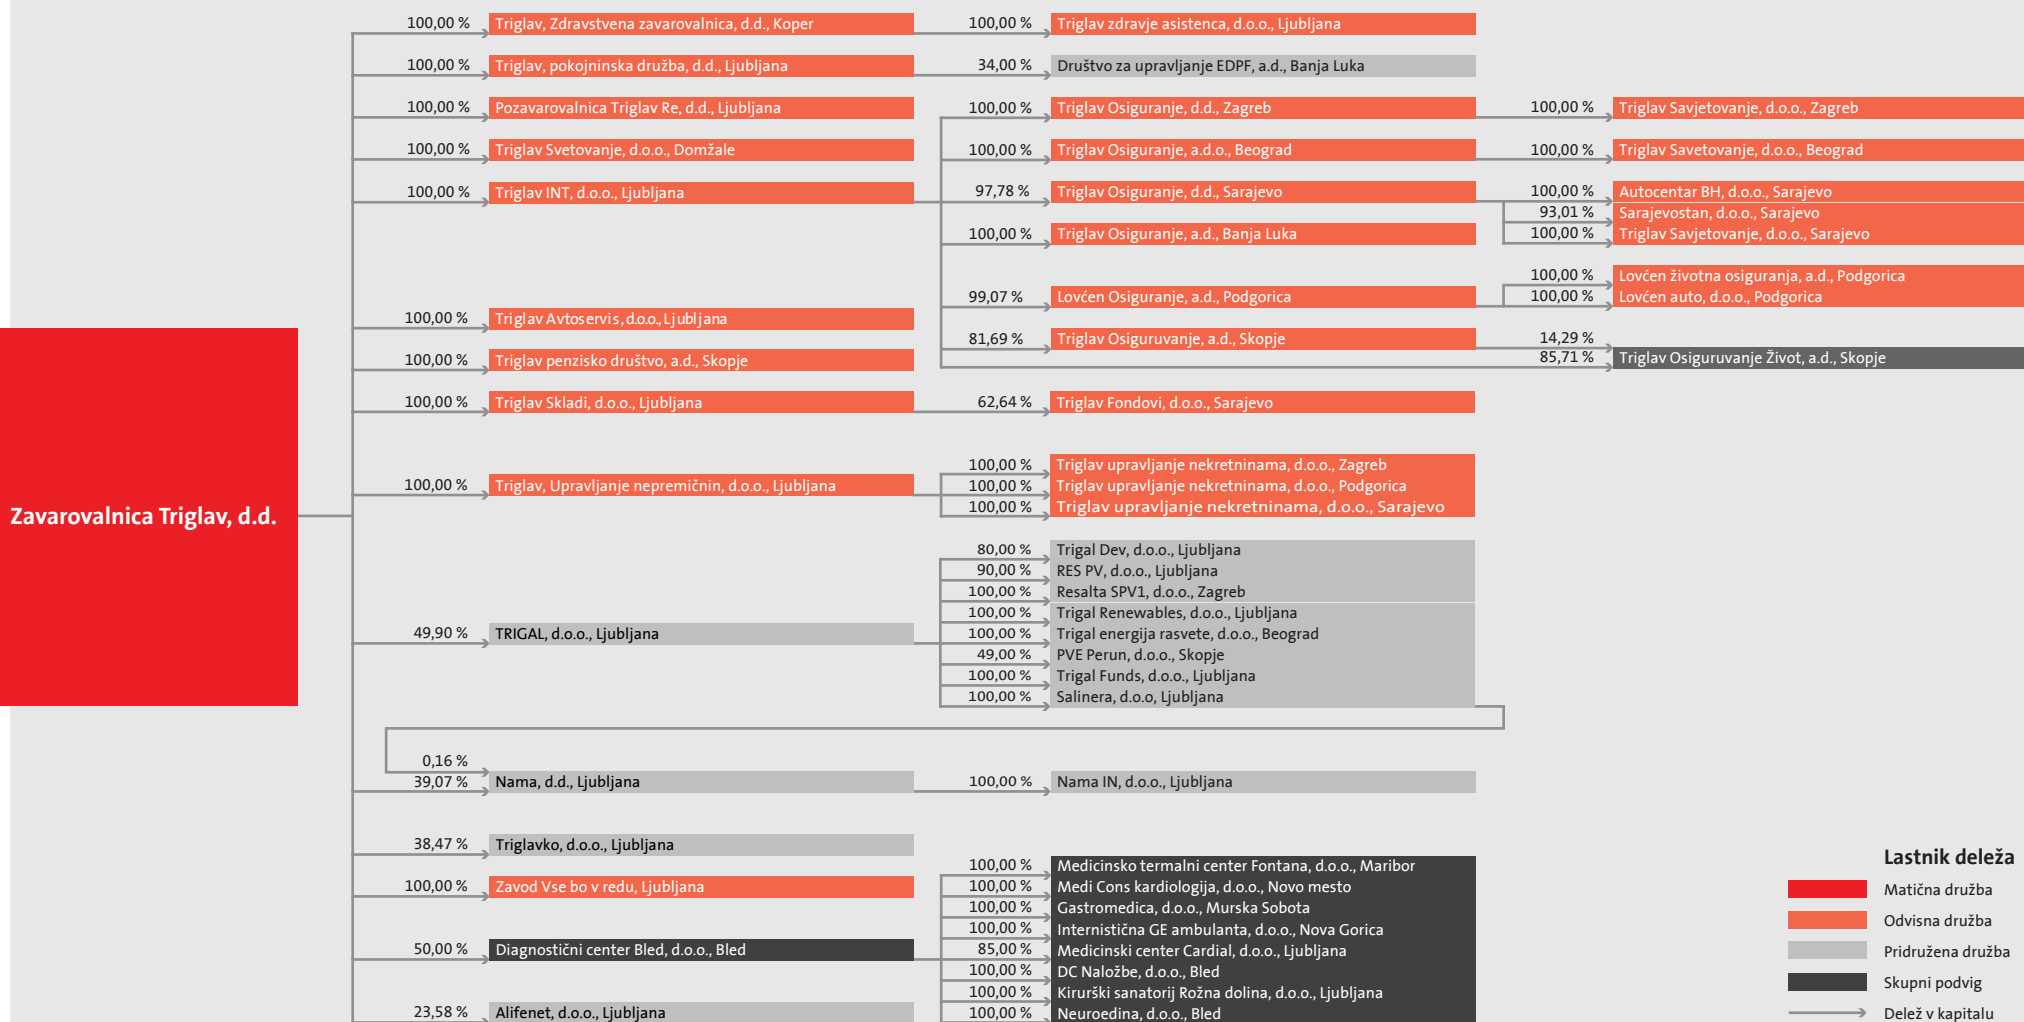 100,00 % Triglav, Zdravstvena zavarovalnica, d.d., Koper 100,00 % Triglav zdravje asistenca, d.o.o., Ljubljana
100,00 % Triglav, pokojninska družba, d.d., Ljubljana 34,00 % Društvo za upravljanje EDPF, a.d., Banja Luka
100,00 % Pozavarovalnica Triglav Re, d.d., Ljubljana 100,00 % Triglav Osiguranje, d.d., Zagreb 100,00 % Triglav Savjetovanje, d.o.o., Zagreb
100,00 % Triglav Svetovanje, d.o.o., Domžale 100,00 % Triglav Osiguranje, a.d.o., Beograd 100,00 % Triglav Savetovanje, d.o.o., Beograd
100,00 % Triglav INT, d.o.o., Ljubljana 97,78 % Triglav Osiguranje, d.d., Sarajevo 100,00 % Autocentar BH, d.o.o., Sarajevo
93,01 % Sarajevostan, d.o.o., Sarajevo
100,00 % Triglav Osiguranje, a.d., Banja Luka 100,00 % Triglav Savjetovanje, d.o.o., Sarajevo
100,00 % Lovćen životna osiguranja, a.d., Podgorica
99,07 % Lovćen Osiguranje, a.d., Podgorica 100,00 % Lovćen auto, d.o.o., Podgorica
100,00 % Triglav Avtoservis, d.o.o., Ljubljana
81,69 % Triglav Osiguruvanje, a.d., Skopje 14,29 %
100,00 % Triglav penzisko društvo, a.d., Skopje 85,71 % Triglav Osiguruvanje Život, a.d., Skopje
100,00 % Triglav Skladi, d.o.o., Ljubljana 62,64 % Triglav Fondovi, d.o.o., Sarajevo
100,00 % Triglav upravljanje nekretninama, d.o.o., Zagreb
100,00 % Triglav, Upravljanje nepremičnin, d.o.o., Ljubljana 100,00 % Triglav upravljanje nekretninama, d.o.o., Podgorica
100,00 % Triglav upravljanje nekretninama, d.o.o., Sarajevo
Zavarovalnica Triglav, d.d.
80,00 % Trigal Dev, d.o.o., Ljubljana
90,00 % RES PV, d.o.o., Ljubljana
100,00 % Resalta SPV1, d.o.o., Zagreb
100,00 % Trigal Renewables, d.o.o., Ljubljana
49,90 % TRIGAL, d.o.o., Ljubljana 100,00 % Trigal energija rasvete, d.o.o., Beograd
49,00 % PVE Perun, d.o.o., Skopje
100,00 % Trigal Funds, d.o.o., Ljubljana
100,00 % Salinera, d.o.o, Ljubljana
0,16 %
39,07 % Nama, d.d., Ljubljana 100,00 % Nama IN, d.o.o., Ljubljana
38,47 % Triglavko, d.o.o., Ljubljana
100,00 % Medicinsko termalni center Fontana, d.o.o., Maribor
100,00 % Zavod Vse bo v redu, Ljubljana 100,00 % Medi Cons kardiologija, d.o.o., Novo mesto
100,00 % Gastromedica, d.o.o., Murska Sobota
100,00 % Internistična GE ambulanta, d.o.o., Nova Gorica
50,00 % Diagnostični center Bled, d.o.o., Bled 85,00 % Medicinski center Cardial, d.o.o., Ljubljana
100,00 % DC Naložbe, d.o.o., Bled
100,00 % Kirurški sanatorij Rožna dolina, d.o.o., Ljubljana
23,58 % Alifenet, d.o.o., Ljubljana 100,00 % Neuroedina, d.o.o., Bled
Lastnik deleža
Matična družba
Odvisna družba
Pridružena družba
Skupni podvig
Delež v kapitalu